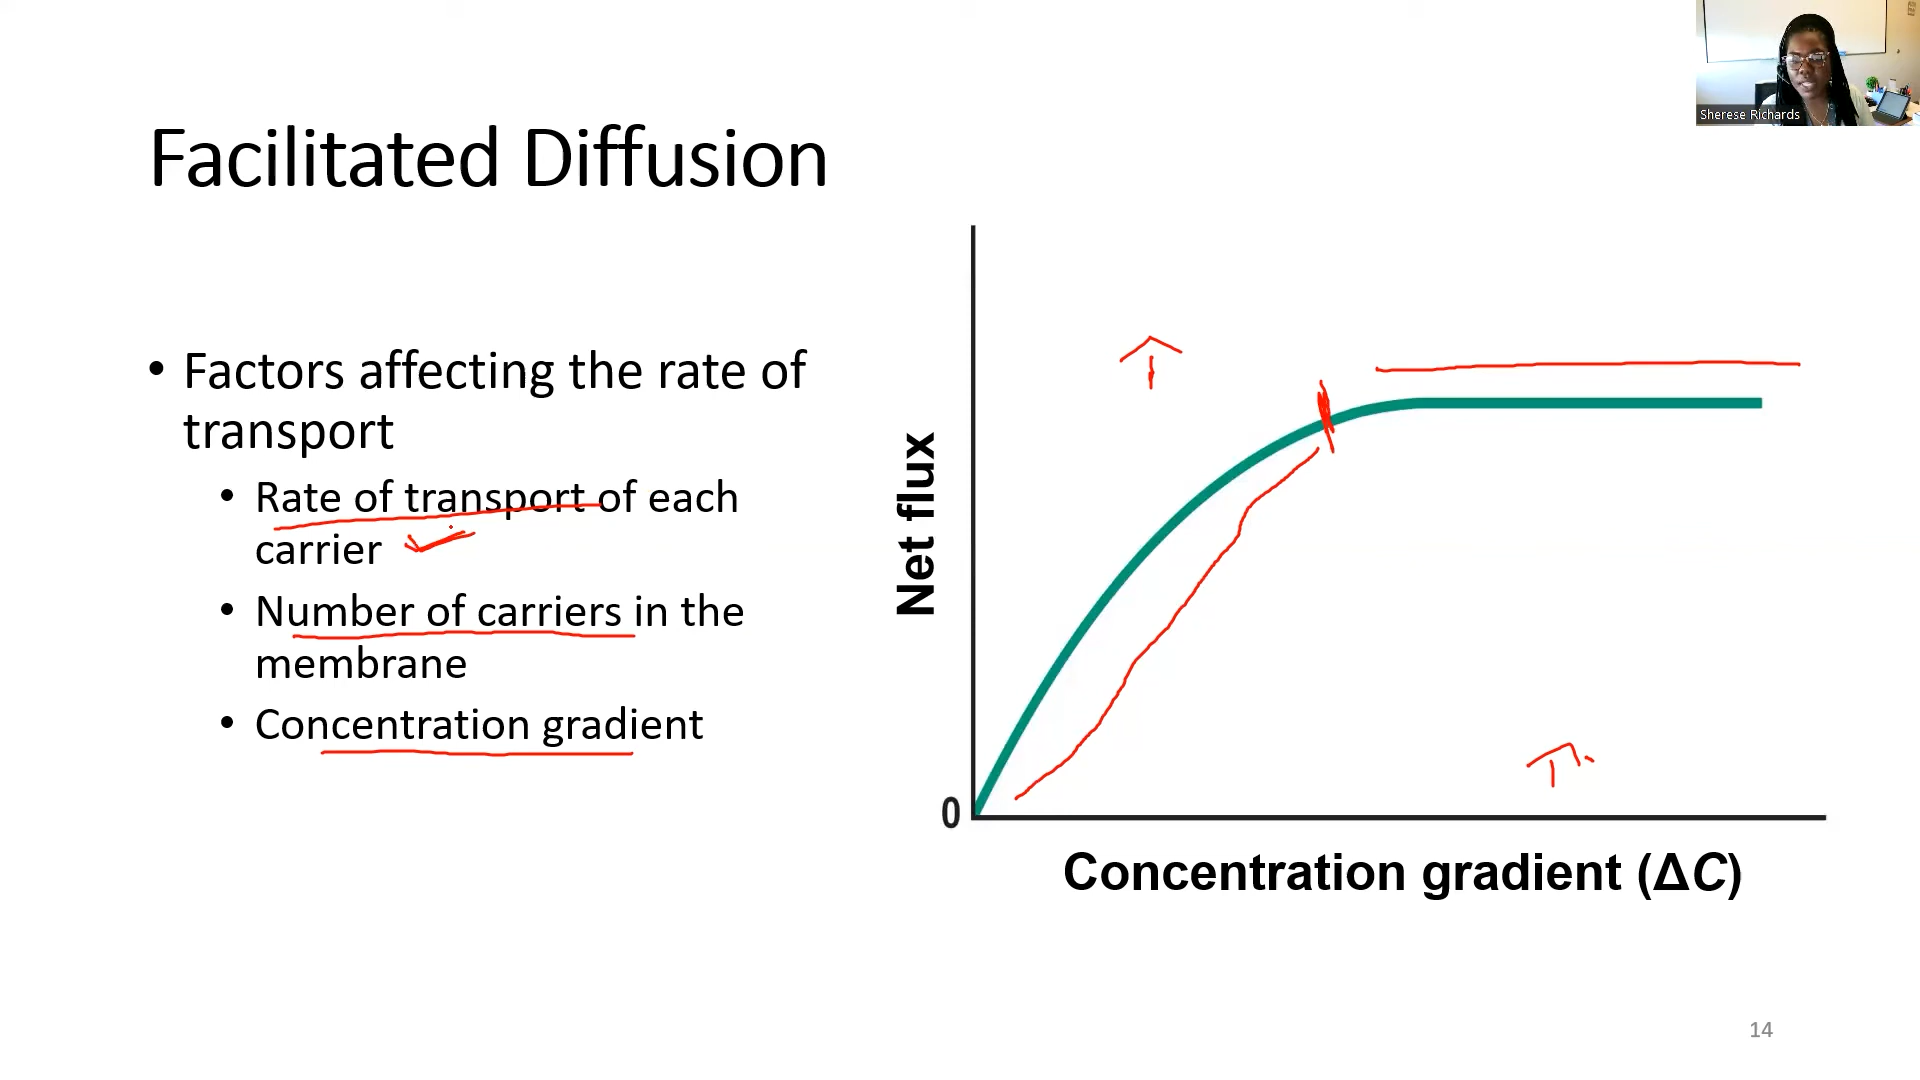 Sherese Richards
Facilitated Diffusion
• Factors affecting the rate of
transport
• Rate of transport of each
carrier
• Number of carriers in the
membrane
• Concentration gradient
Net flux
0
Concentration gradient (ΔC)
14